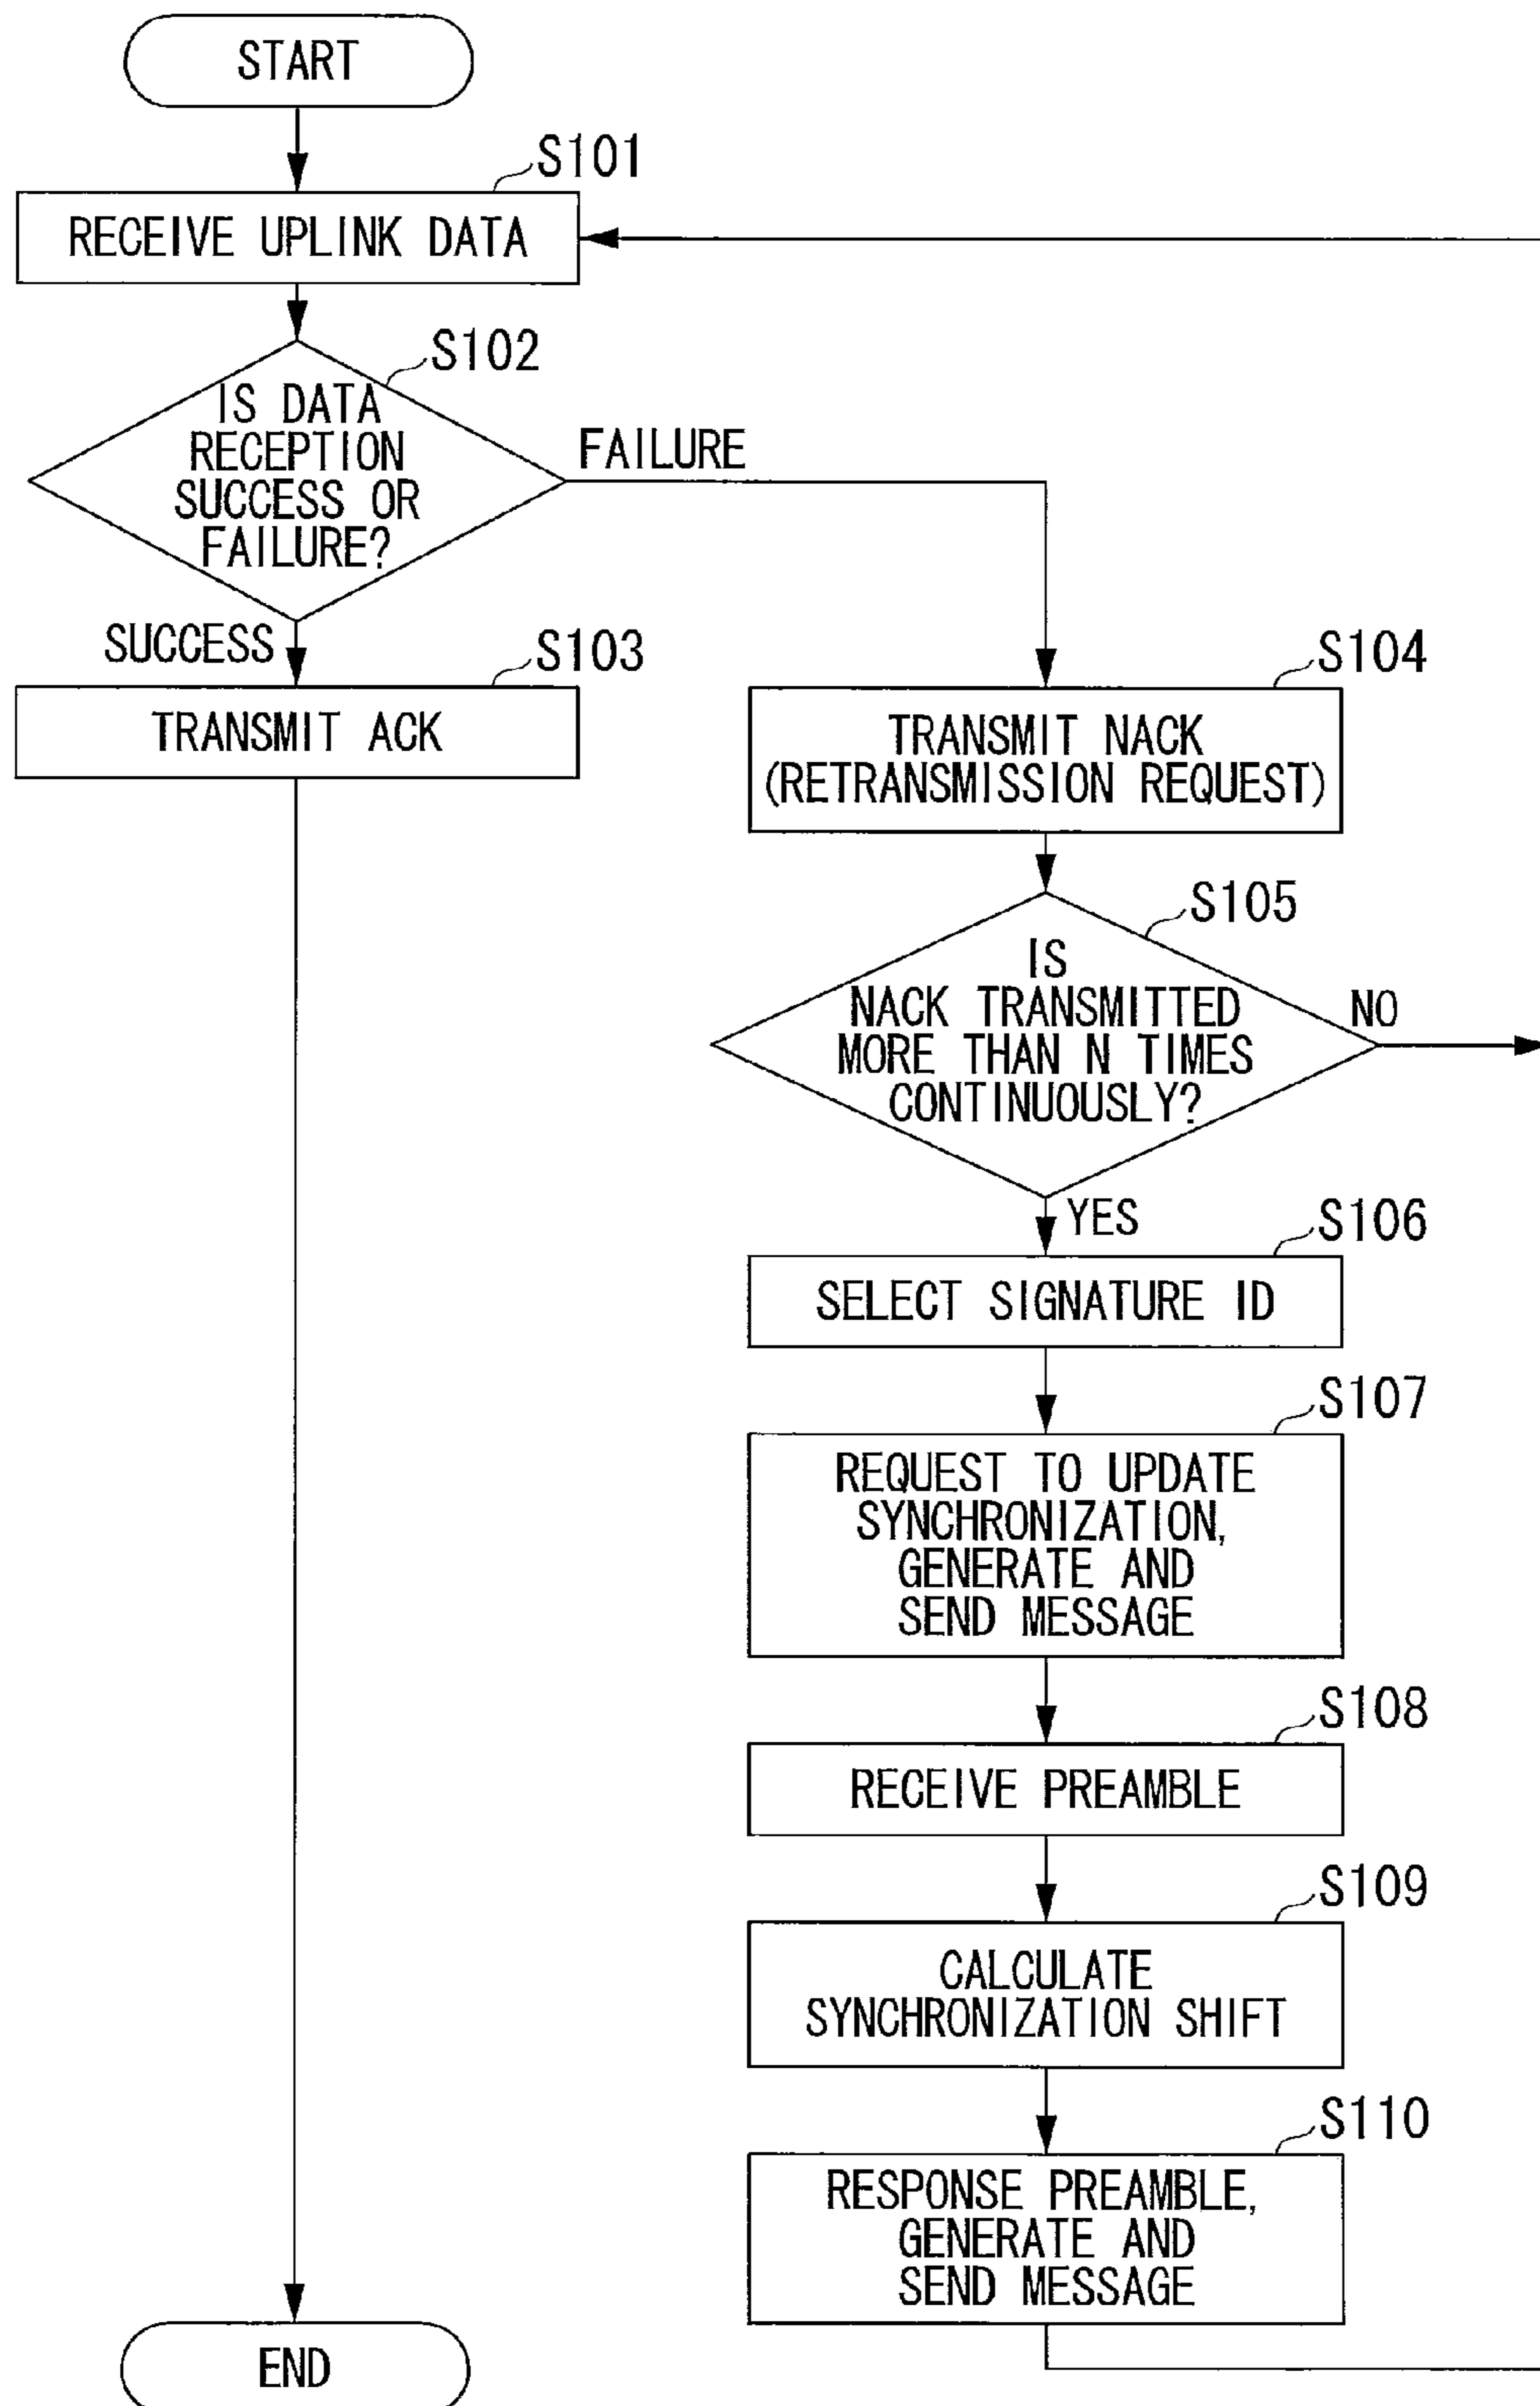 START
S101
RECEIVE UPLINK DATA
S102
IS DATA
RECEPTION
SUCCESS OR
FAILURE?
FAILURE
SUCCESS
S103
TRANSMIT ACK
S104
TRANSMIT NACK
(RETRANSMISSION REQUEST)
S105
IS
NACK TRANSMITTED
MORE THAN N TIMES
CONTINUOUSLY?
NO
YES
S106
SELECT SIGNATURE ID
S107
REQUEST TO UPDATE
SYNCHRONIZATION,
GENERATE AND
SEND MESSAGE
S108
RECEIVE PREAMBLE
S109
CALCULATE
SYNCHRONIZATION SHIFT
S110
RESPONSE PREAMBLE,
GENERATE AND
SEND MESSAGE
END